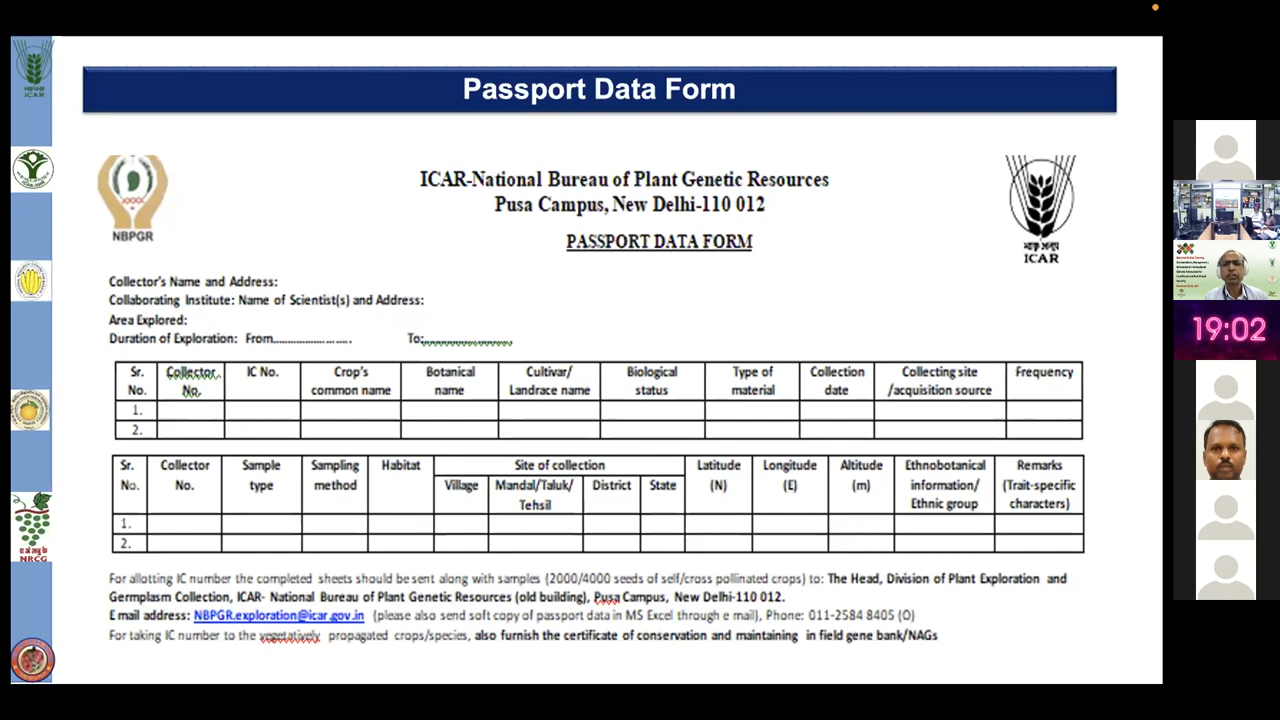 Passport Data Form
ICAR
NBPGR
ICAR-National Bureau of Plant Genetic Resources
Pusa Campus, New Delhi-110 012
PASSPORT DATA FORM
भाकृअनुप
ICAR
Collector's Name and Address:
Collaborating Institute: Name of Scientist(s) and Address:
Area Explored:
Duration of Exploration: From........................ To:........................
Sr. No. Collector No. IC No. Crop's common name Botanical name Cultivar/ Landrace name Biological status Type of material Collection date Collecting site /acquisition source Frequency
1.
2.
Sr. No. Collector No. Sample type Sampling method Habitat Site of collection Latitude (N) Longitude (E) Altitude (m) Ethnobotanical information/ Ethnic group Remarks (Trait-specific characters)
Village Mandal/Taluk/ Tehsil District State
1.
2.
For allotting IC number the completed sheets should be sent along with samples (2000/4000 seeds of self/cross pollinated crops) to: The Head, Division of Plant Exploration and
Germplasm Collection, ICAR- National Bureau of Plant Genetic Resources (old building), Pusa Campus, New Delhi-110 012.
E mail address: NBPGR.exploration@icar.gov.in (please also send soft copy of passport data in MS Excel through e mail), Phone: 011-2584 8405 (O)
For taking IC number to the vegetatively propagated crops/species, also furnish the certificate of conservation and maintaining in field gene bank/NAGs
NRCG
19:02